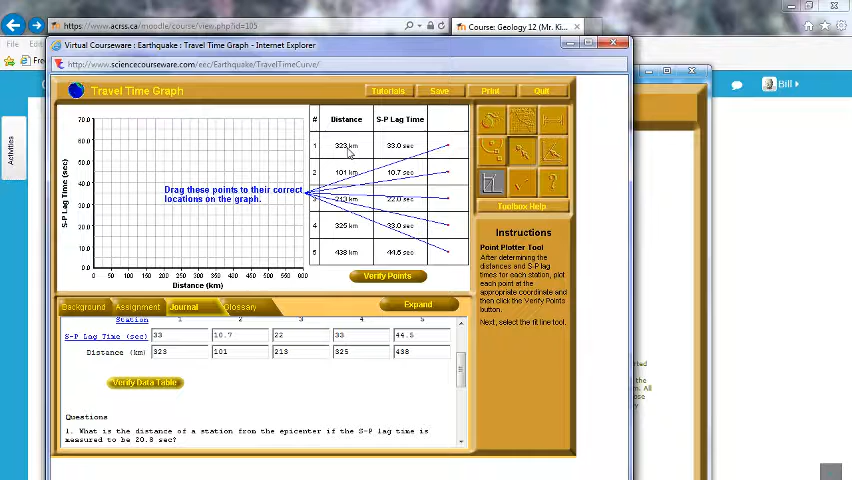 https://www.acrss.ca/moodle/course/view.php?id=105
Course: Geology 12 (Mr. Ki...
File
Virtual Courseware : Earthquake : Travel Time Graph - Internet Explorer
http://www.sciencecourseware.com/eec/Earthquake/TravelTimeCurve/
Bill
Activities
Travel Time Graph
Tutorials
Save
Print
Quit
# Distance S-P Lag Time
1 323 km 33.0 sec
2 101 km 10.7 sec
3 213 km 22.0 sec
4 325 km 33.0 sec
5 438 km 44.5 sec
70.0
60.0
50.0
40.0
30.0
20.0
10.0
0.0
S-P Lag Time (sec)
Drag these points to their correct
locations on the graph.
0 50 100 150 200 250 300 350 400 450 500 550 600
Distance (km)
Verify Points
Toolbox Help
Instructions
Point Plotter Tool
After determining the
distances and S-P lag
times for each station, plot
each point at the
appropriate coordinate and
then click the Verify Points
button.
Next, select the fit line tool.
Background
Assignment
Journal
Glossary
Expand
Station 1 2 3 4 5
S-P Lag Time (sec) 33 10.7 22 33 44.5
Distance (km) 323 101 213 325 438
Verify Data Table
Questions
1. What is the distance of a station from the epicenter if the S-P lag time is
measured to be 20.8 sec?